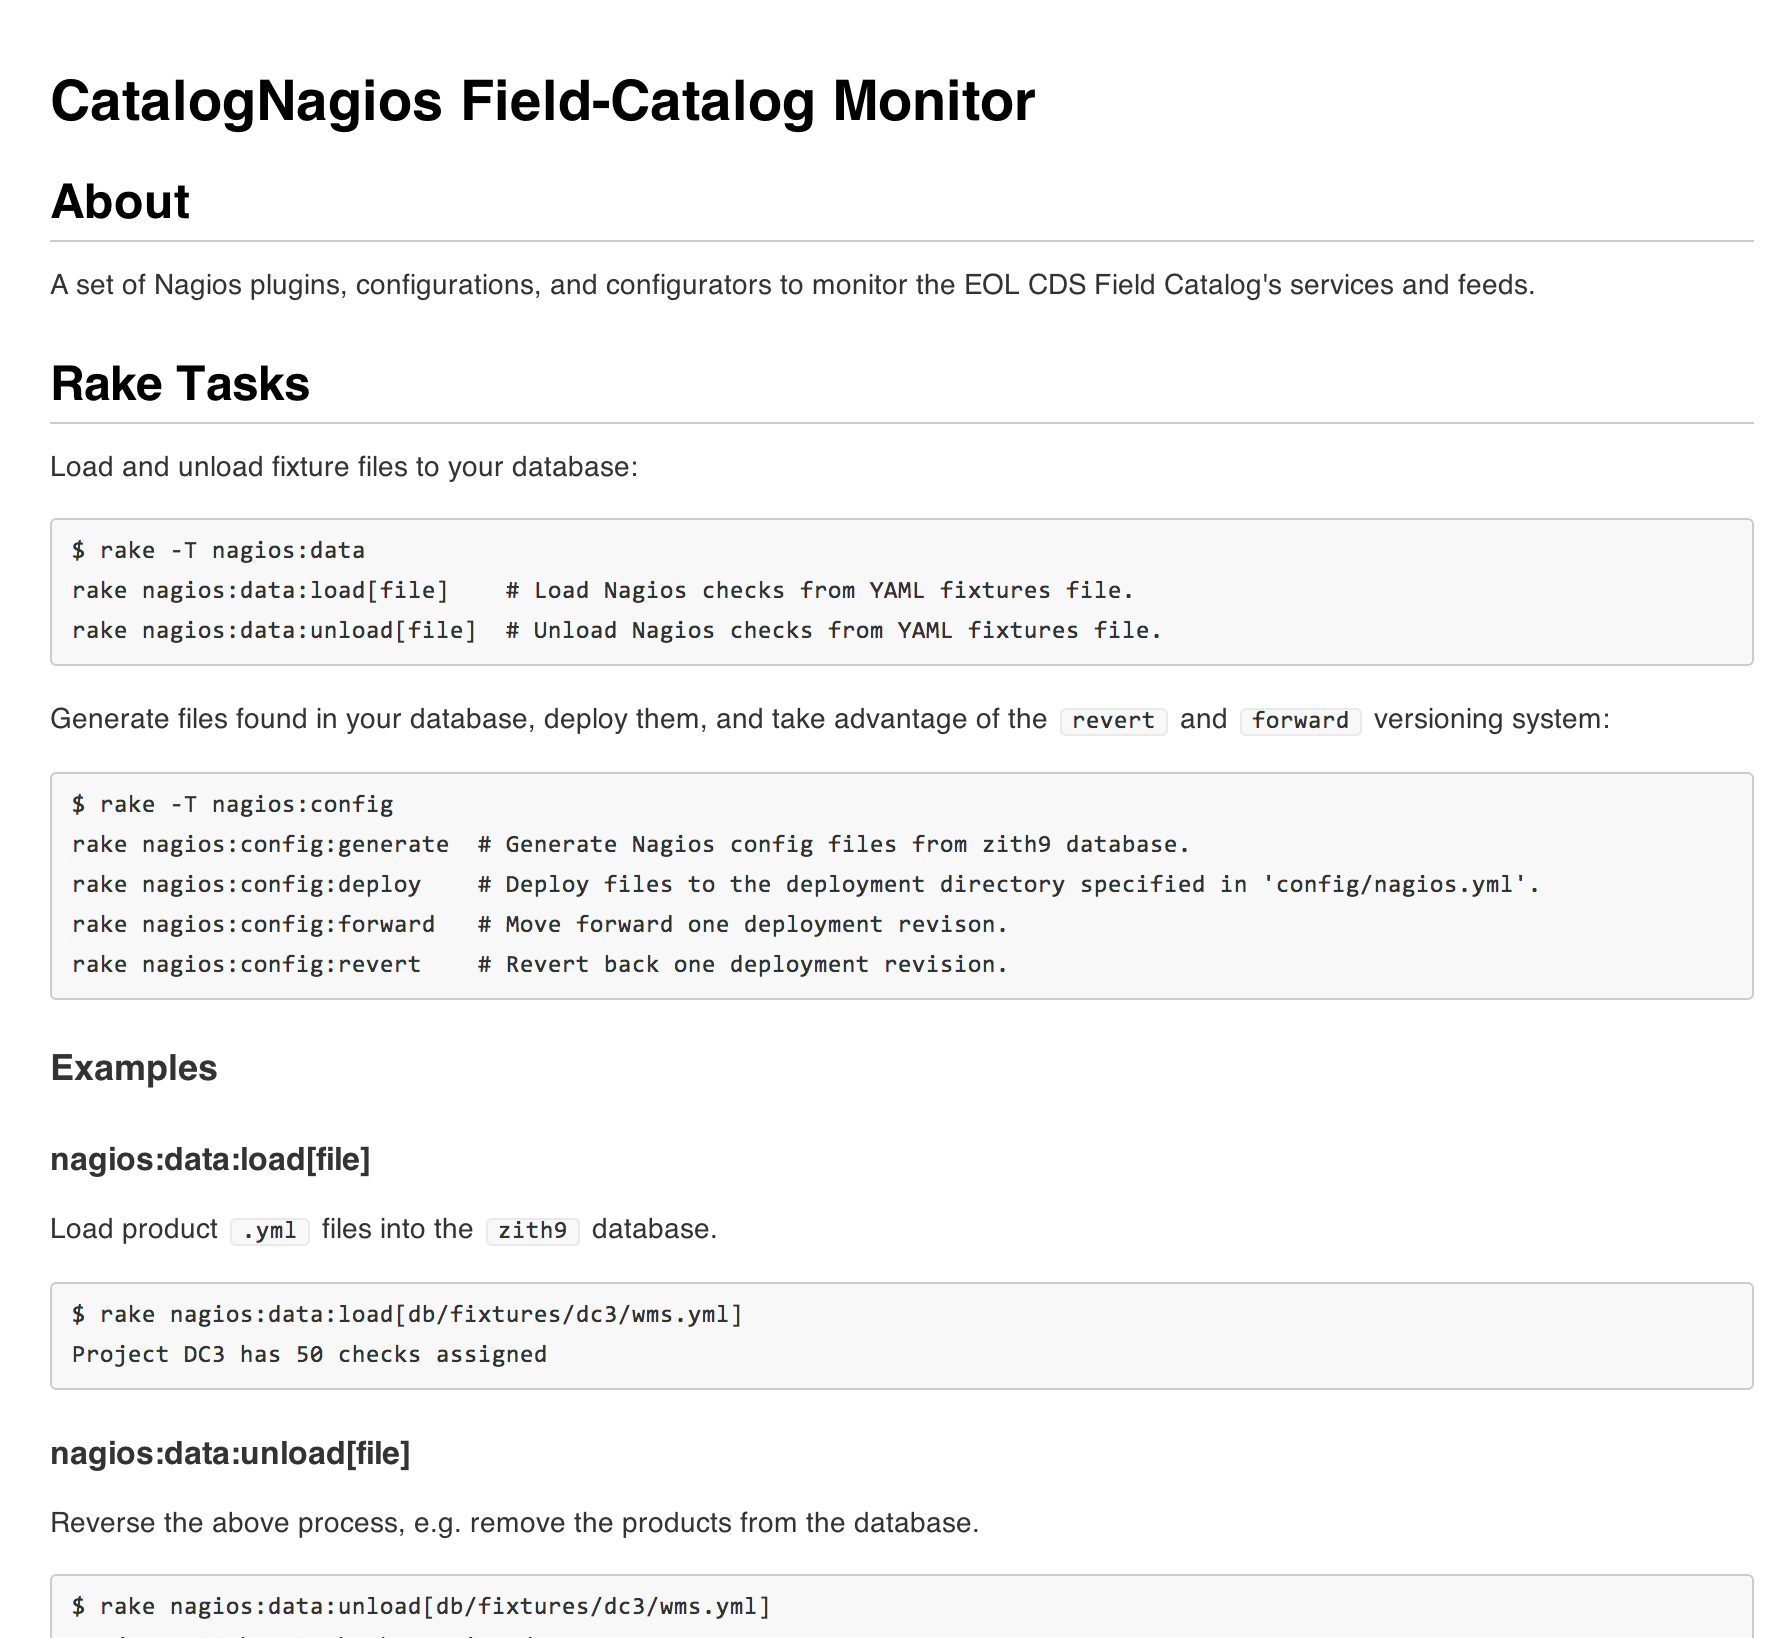 CatalogNagios Field-Catalog Monitor
About
A set of Nagios plugins, configurations, and configurators to monitor the EOL CDS Field Catalog's services and feeds.
Rake Tasks
Load and unload fixture files to your database:
$ rake -T nagios:data
rake nagios:data:load[file]    # Load Nagios checks from YAML fixtures file.
rake nagios:data:unload[file]  # Unload Nagios checks from YAML fixtures file.
Generate files found in your database, deploy them, and take advantage of the revert and forward versioning system:
$ rake -T nagios:config
rake nagios:config:generate  # Generate Nagios config files from zith9 database.
rake nagios:config:deploy    # Deploy files to the deployment directory specified in 'config/nagios.yml'.
rake nagios:config:forward   # Move forward one deployment revison.
rake nagios:config:revert    # Revert back one deployment revision.
Examples
nagios:data:load[file]
Load product .yml files into the zith9 database.
$ rake nagios:data:load[db/fixtures/dc3/wms.yml]
Project DC3 has 50 checks assigned
nagios:data:unload[file]
Reverse the above process, e.g. remove the products from the database.
$ rake nagios:data:unload[db/fixtures/dc3/wms.yml]